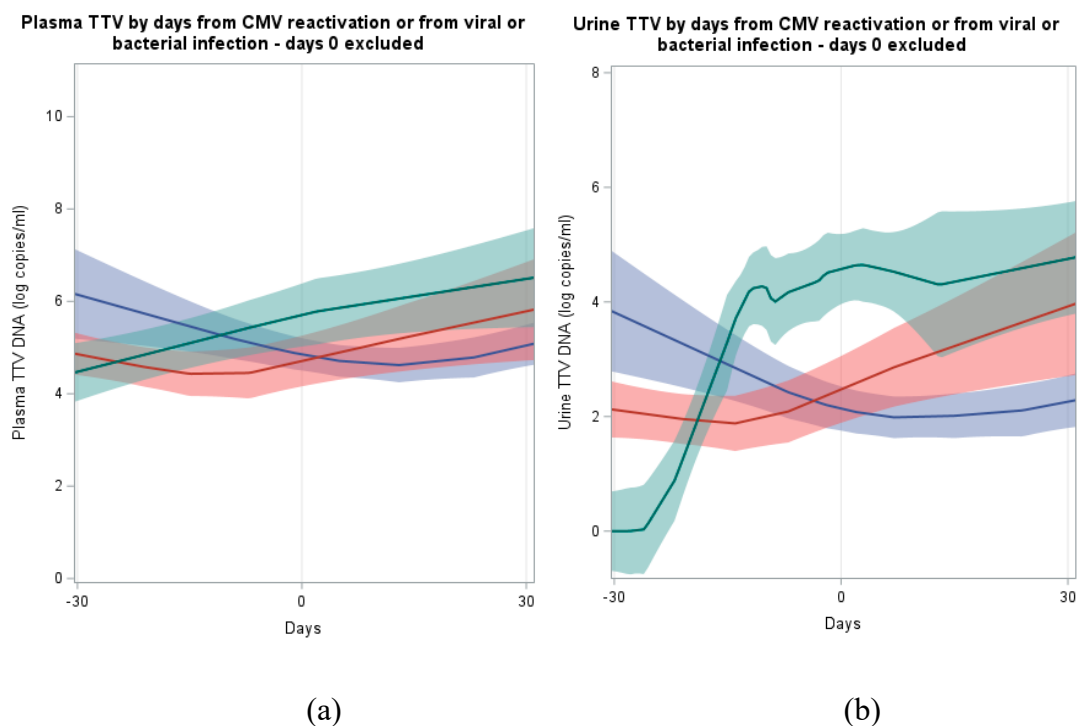 Plasma TTV by days from CMV reactivation or from viral or
bacterial infection - days 0 excluded
10
8
6
4
2
0
Plasma TTV DNA (log copies/ml)
-30
0
30
Days
(a)
Urine TTV by days from CMV reactivation or from viral or
bacterial infection - days 0 excluded
8
6
4
2
0
Urine TTV DNA (log copies/ml)
-30
0
30
Days
(b)